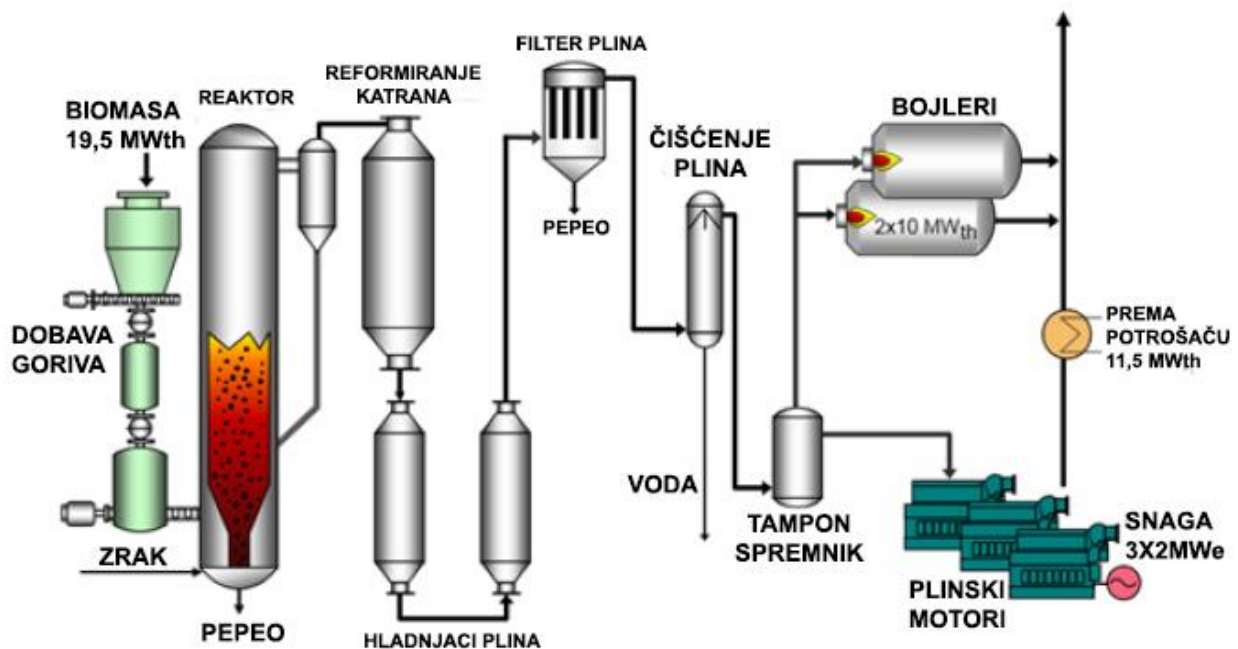 BIOMASA
19,5 MWth
REAKTOR
REFORMIRANJE
KATRANA
FILTER PLINA
ČIŠĆENJE
PLINA
BOJLERI
2x10 MWth
PEPEO
DOBAVA
GORIVA
PREMA
POTROŠAČU
11,5 MWth
ZRAK
PEPEO
HLADNJACI PLINA
VODA
TAMPON
SPREMNIK
PLINSKI
MOTORI
SNAGA
3X2MWe